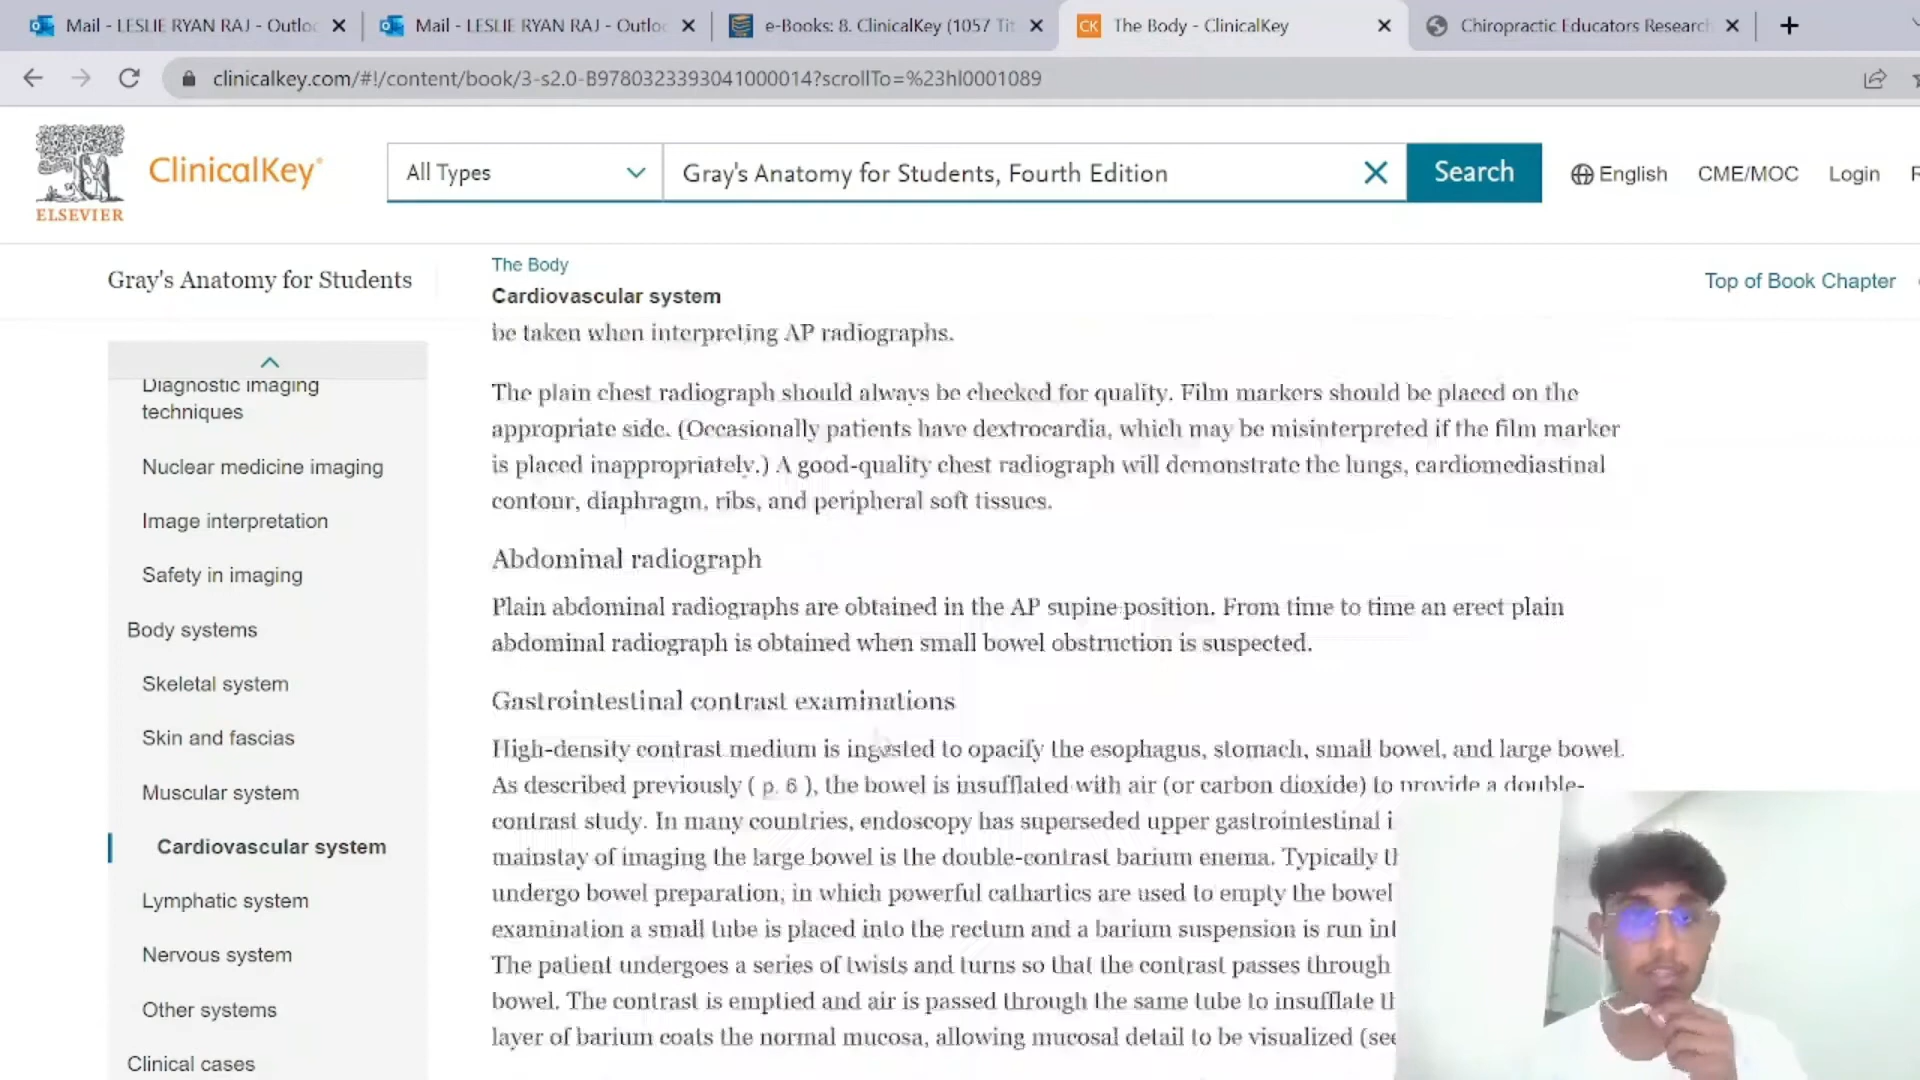 Mail - LESLIE RYAN RAJ - Outlo
Mail - LESLIE RYAN RAJ - Outlo
e-Books: 8. ClinicalKey (1057 Tit
CK
The Body - ClinicalKey
Chiropractic Educators Research
clinicalkey.com/#!/content/book/3-s2.0-B9780323393041000014?scrollTo=%23hl0001089
ELSEVIER
ClinicalKey
All Types
Gray's Anatomy for Students, Fourth Edition
Search
English
CME/MOC
Login
Gray's Anatomy for Students
The Body
Cardiovascular system
Top of Book Chapter
Diagnostic imaging
techniques
Nuclear medicine imaging
Image interpretation
Safety in imaging
Body systems
Skeletal system
Skin and fascias
Muscular system
Cardiovascular system
Lymphatic system
Nervous system
Other systems
Clinical cases
be taken when interpreting AP radiographs.
The plain chest radiograph should always be checked for quality. Film markers should be placed on the
appropriate side. (Occasionally patients have dextrocardia, which may be misinterpreted if the film marker
is placed inappropriately.) A good-quality chest radiograph will demonstrate the lungs, cardiomediastinal
contour, diaphragm, ribs, and peripheral soft tissues.
Abdominal radiograph
Plain abdominal radiographs are obtained in the AP supine position. From time to time an erect plain
abdominal radiograph is obtained when small bowel obstruction is suspected.
Gastrointestinal contrast examinations
High-density contrast medium is ingested to opacify the esophagus, stomach, small bowel, and large bowel.
As described previously ( p. 6 ), the bowel is insufflated with air (or carbon dioxide) to provide a double-
contrast study. In many countries, endoscopy has superseded upper gastrointestinal i
mainstay of imaging the large bowel is the double-contrast barium enema. Typically th
undergo bowel preparation, in which powerful cathartics are used to empty the bowel
examination a small tube is placed into the rectum and a barium suspension is run int
The patient undergoes a series of twists and turns so that the contrast passes through
bowel. The contrast is emptied and air is passed through the same tube to insufflate th
layer of barium coats the normal mucosa, allowing mucosal detail to be visualized (see